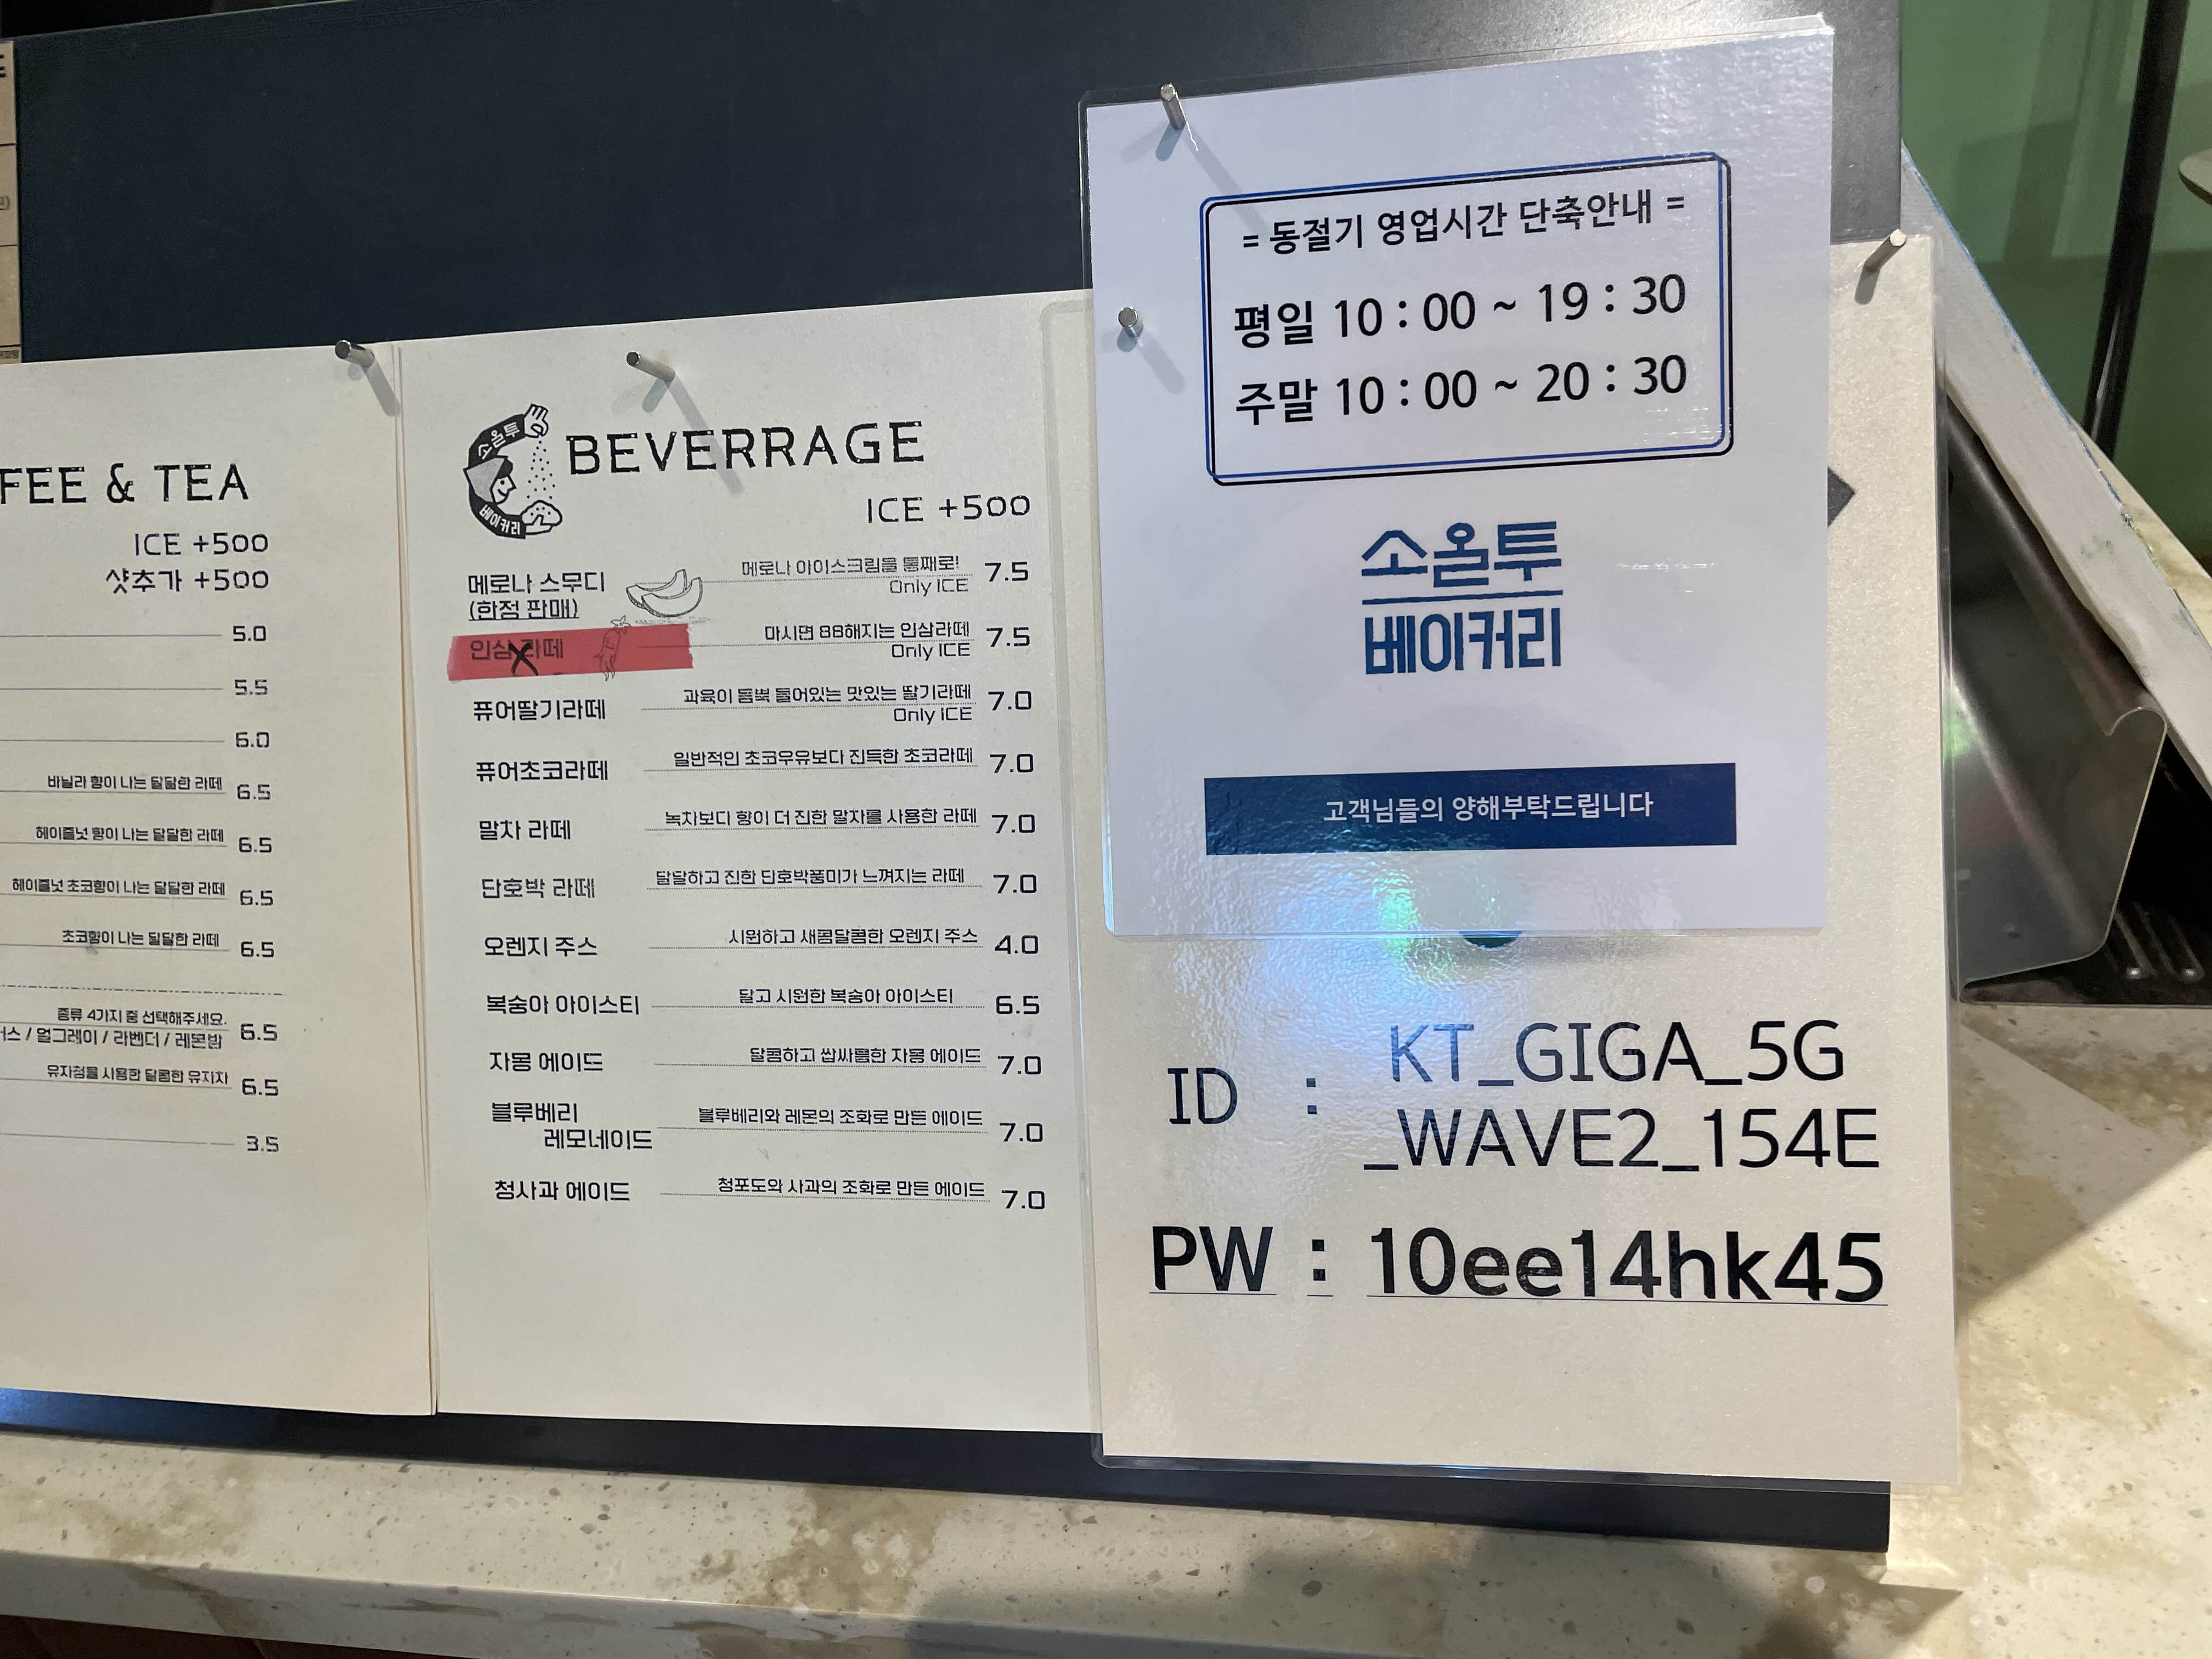 FEE & TEA
ICE +500
샷추가 +500
5.0
5.5
6.0
바닐라 향이 나는 달달한 라떼 6.5
헤이즐넛 향이 나는 달달한 라떼 6.5
헤이즐넛 초코향이 나는 달달한 라떼 6.5
초코향이 나는 달달한 라떼 6.5
종류 4가지 중 선택해주세요.
/ 얼그레이 / 라벤더 / 레몬밤 6.5
유자청을 사용한 달콤한 유자차 6.5
3.5
소울투
베이커리
BEVERRAGE
ICE +500
메로나 스무디 메로나 아이스크림을 통째로! 7.5
(한정 판매) Only ICE
인삼 라떼 마시면 88해지는 인삼라떼 7.5
Only ICE
퓨어딸기라떼 과육이 듬뿍 들어있는 맛있는 딸기라떼 7.0
Only ICE
퓨어초코라떼 일반적인 초코우유보다 진득한 초코라떼 7.0
말차 라떼 녹차보다 향이 더 진한 말차를 사용한 라떼 7.0
단호박 라떼 달달하고 진한 단호박풍미가 느껴지는 라떼 7.0
오렌지 주스 시원하고 새콤달콤한 오렌지 주스 4.0
복숭아 아이스티 달고 시원한 복숭아 아이스티 6.5
자몽 에이드 달콤하고 쌉싸름한 자몽 에이드 7.0
블루베리
레모네이드 블루베리와 레몬의 조화로 만든 에이드 7.0
청사과 에이드 청포도와 사과의 조화로 만든 에이드 7.0
= 동절기 영업시간 단축안내 =
평일 10 : 00 ~ 19 : 30
주말 10 : 00 ~ 20 : 30
소울투
베이커리
고객님들의 양해부탁드립니다
ID : KT_GIGA_5G
_WAVE2_154E
PW : 10ee14hk45